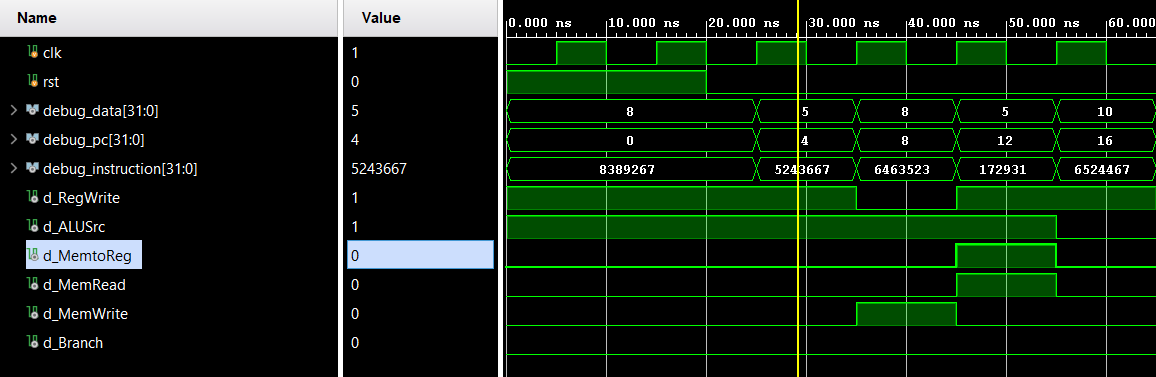 Name Value
0.000 ns 10.000 ns 20.000 ns 30.000 ns 40.000 ns 50.000 ns 60.000
clk 1
rst 0
debug_data[31:0] 5 8 5 8 5 10
debug_pc[31:0] 4 0 4 8 12 16
debug_instruction[31:0] 5243667 8389267 5243667 6463523 172931 6524467
d_RegWrite 1
d_ALUSrc 1
d_MemtoReg 0
d_MemRead 0
d_MemWrite 0
d_Branch 0